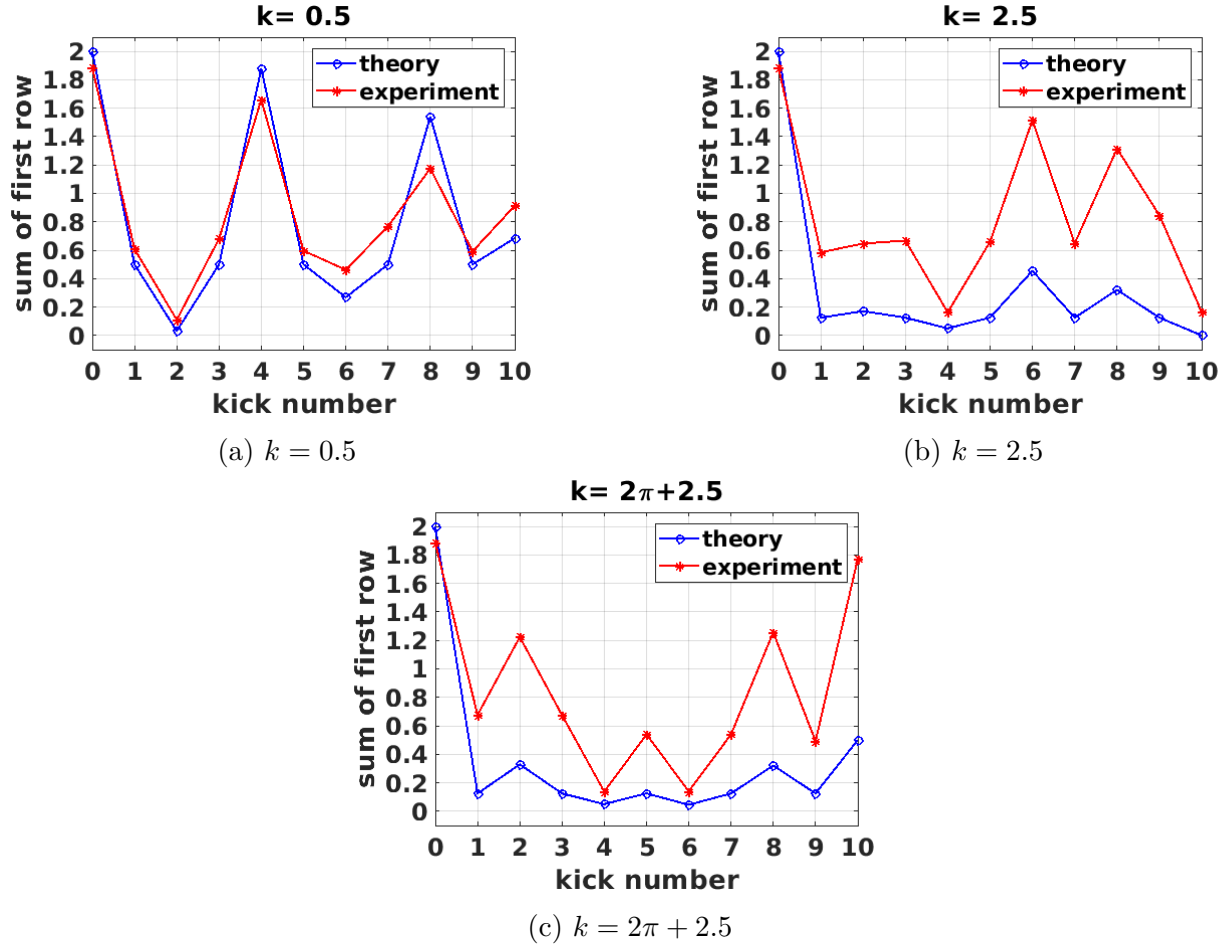 k= 0.5
sum of first row
2
1.8
1.6
1.4
1.2
1
0.8
0.6
0.4
0.2
0
theory
experiment
0 1 2 3 4 5 6 7 8 9 10
kick number
(a) k = 0.5
k= 2.5
sum of first row
2
1.8
1.6
1.4
1.2
1
0.8
0.6
0.4
0.2
0
theory
experiment
0 1 2 3 4 5 6 7 8 9 10
kick number
(b) k = 2.5
k= 2π+2.5
sum of first row
2
1.8
1.6
1.4
1.2
1
0.8
0.6
0.4
0.2
0
theory
experiment
0 1 2 3 4 5 6 7 8 9 10
kick number
(c) k = 2π + 2.5